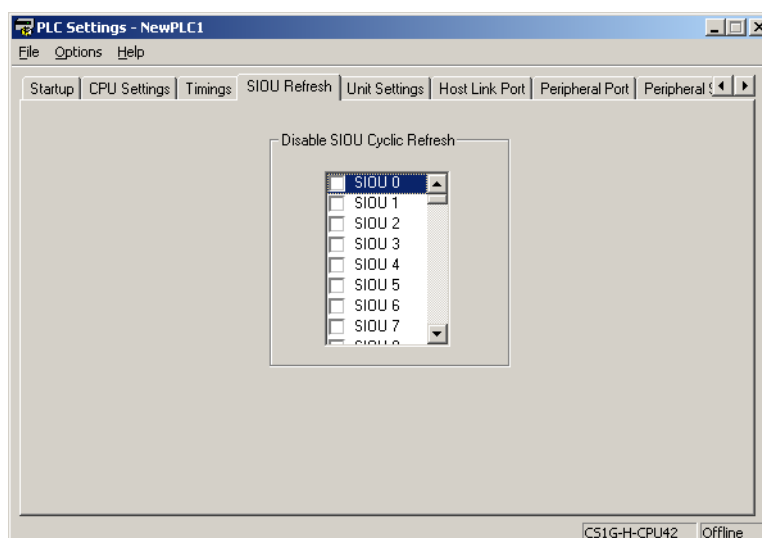 PLC Settings - NewPLC1
File Options Help
Startup CPU Settings Timings SIOU Refresh Unit Settings Host Link Port Peripheral Port Peripheral
Disable SIOU Cyclic Refresh
SIOU 0
SIOU 1
SIOU 2
SIOU 3
SIOU 4
SIOU 5
SIOU 6
SIOU 7
CS1G-H-CPU42 Offline